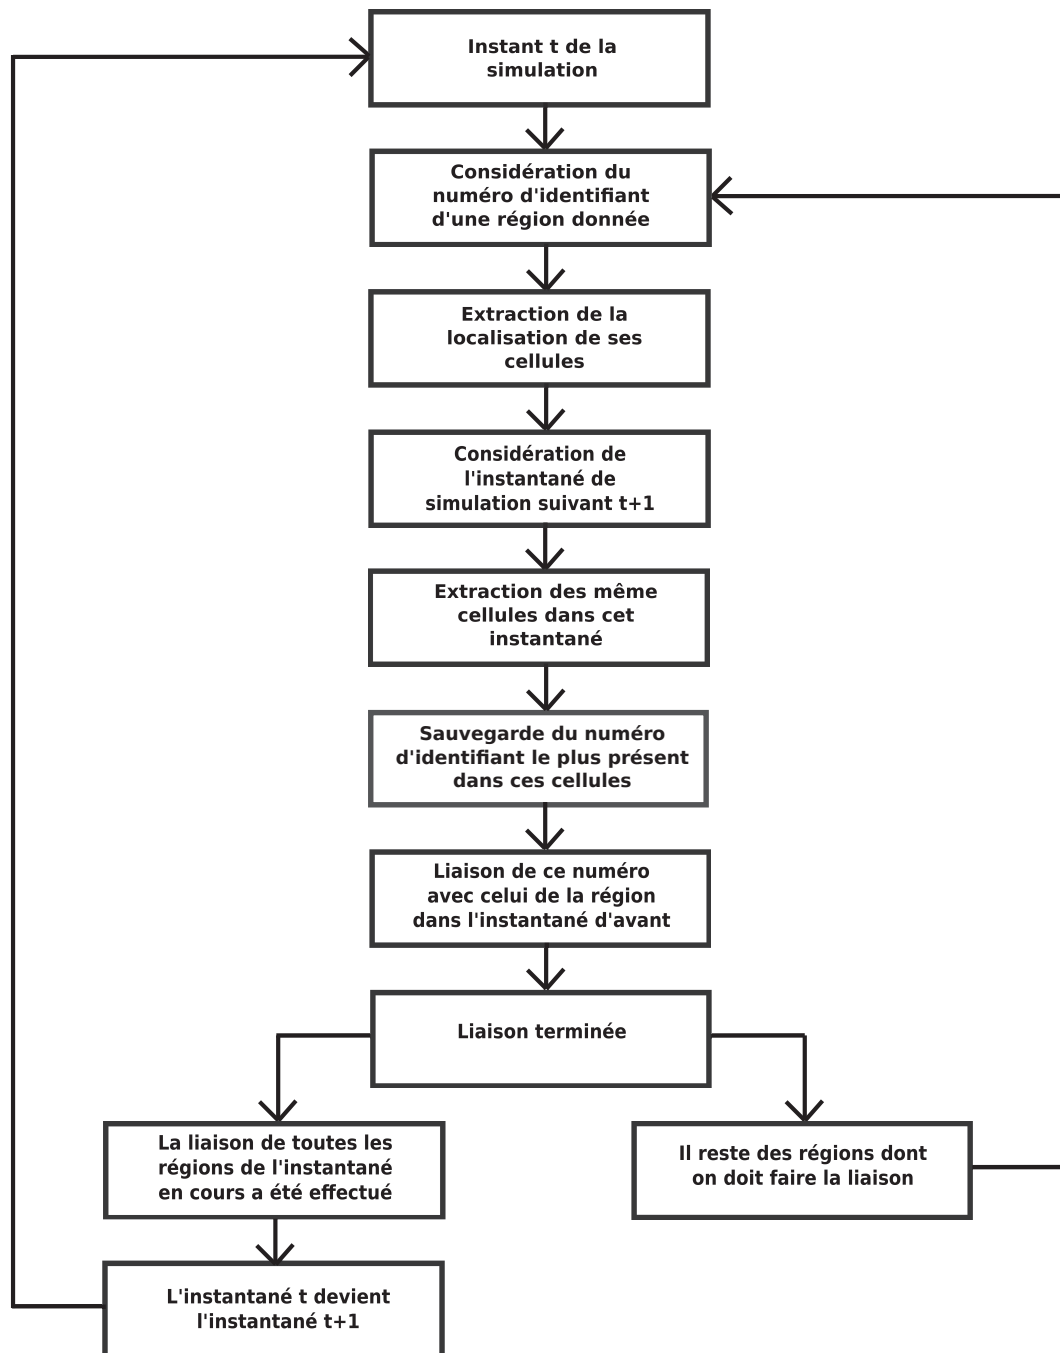 Instant t de la
simulation
Considération du
numéro d'identifiant
d'une région donnée
Extraction de la
localisation de ses
cellules
Considération de
l'instantané de
simulation suivant t+1
Extraction des même
cellules dans cet
instantané
Sauvegarde du numéro
d'identifiant le plus présent
dans ces cellules
Liaison de ce numéro
avec celui de la région
dans l'instantané d'avant
Liaison terminée
La liaison de toutes les
régions de l'instantané
en cours a été effectué
Il reste des régions dont
on doit faire la liaison
L'instantané t devient
l'instantané t+1